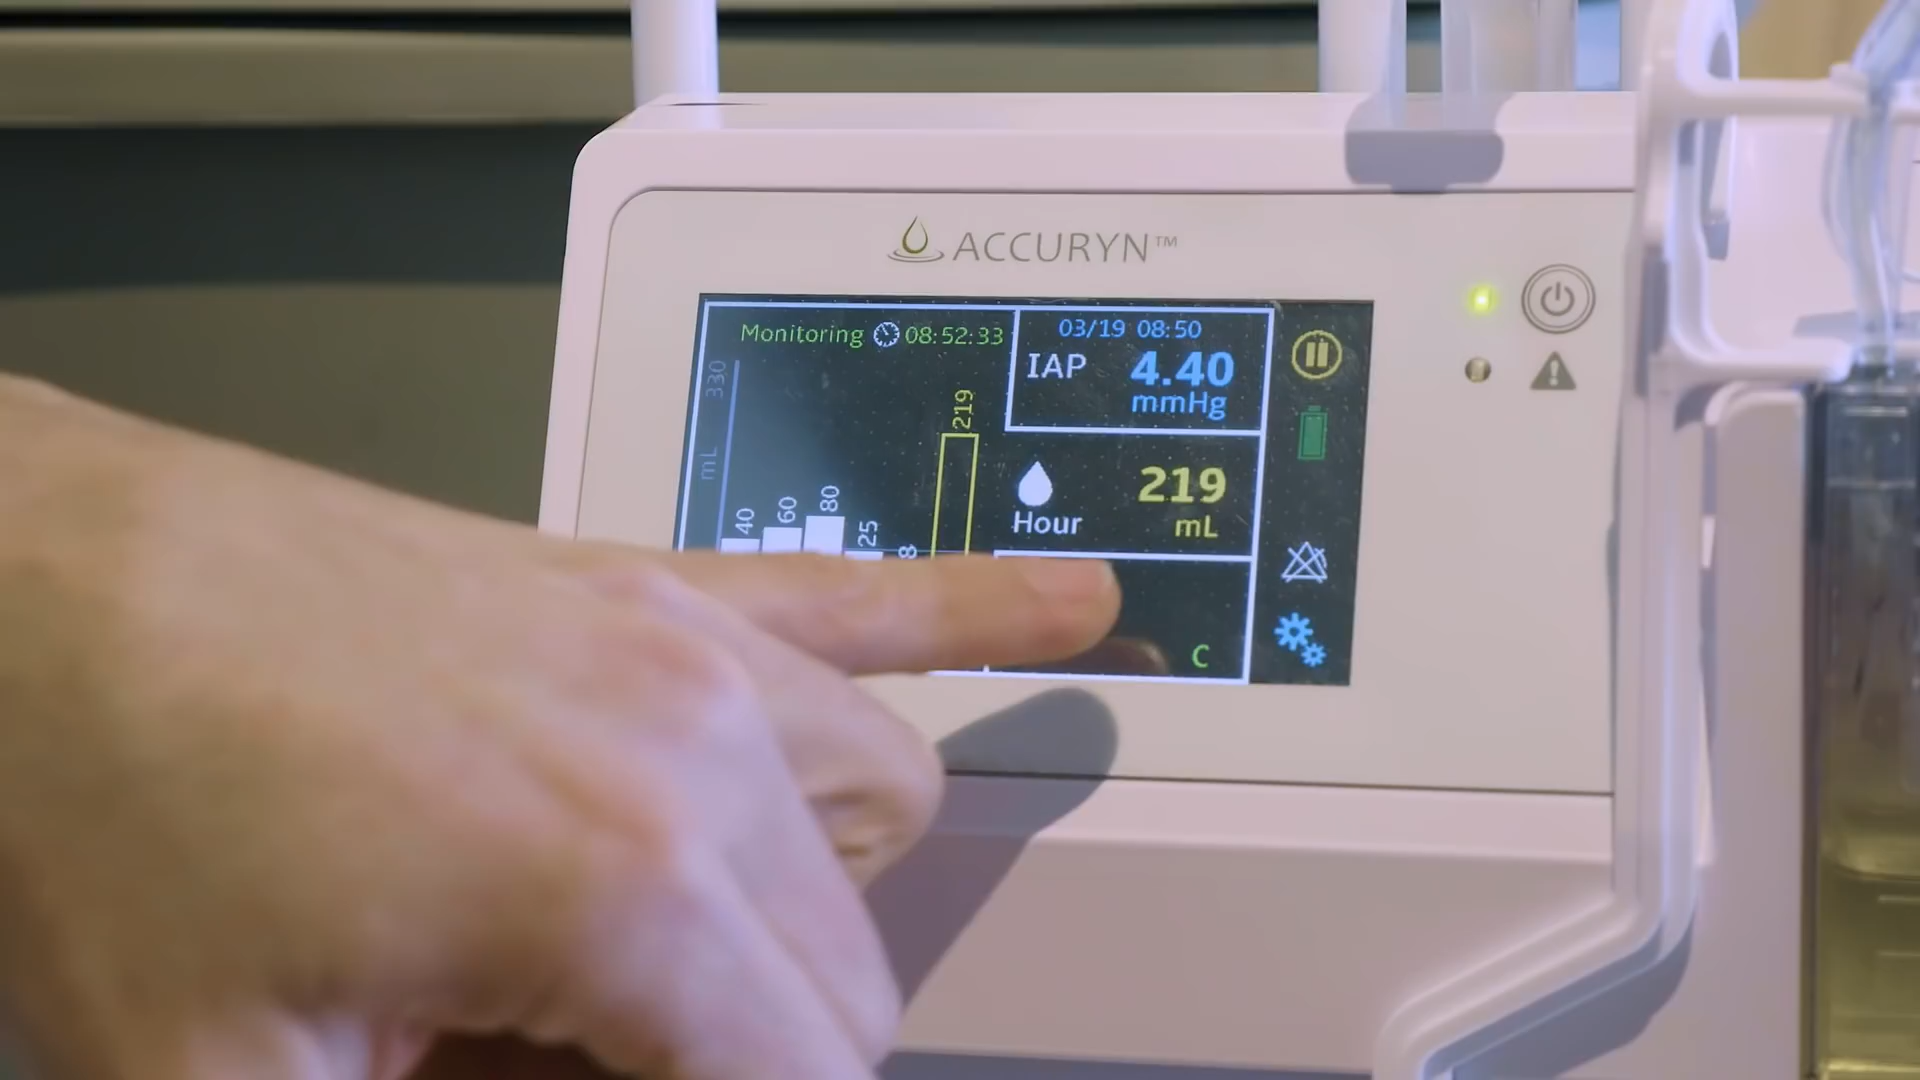 ACCURYN™
Monitoring 08:52:33
03/19 08:50
IAP 4.40
mmHg
330
mL
40
60
80
25
8
219
219
Hour
mL
C